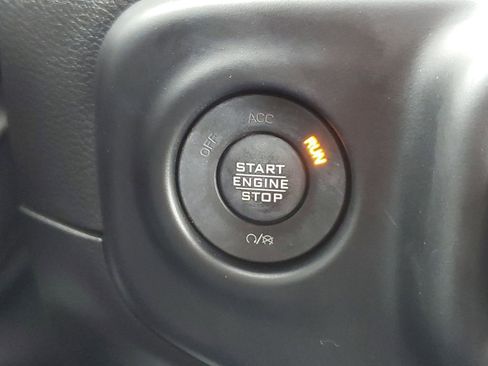 ACC
OFF
RUN
START
ENGINE
STOP